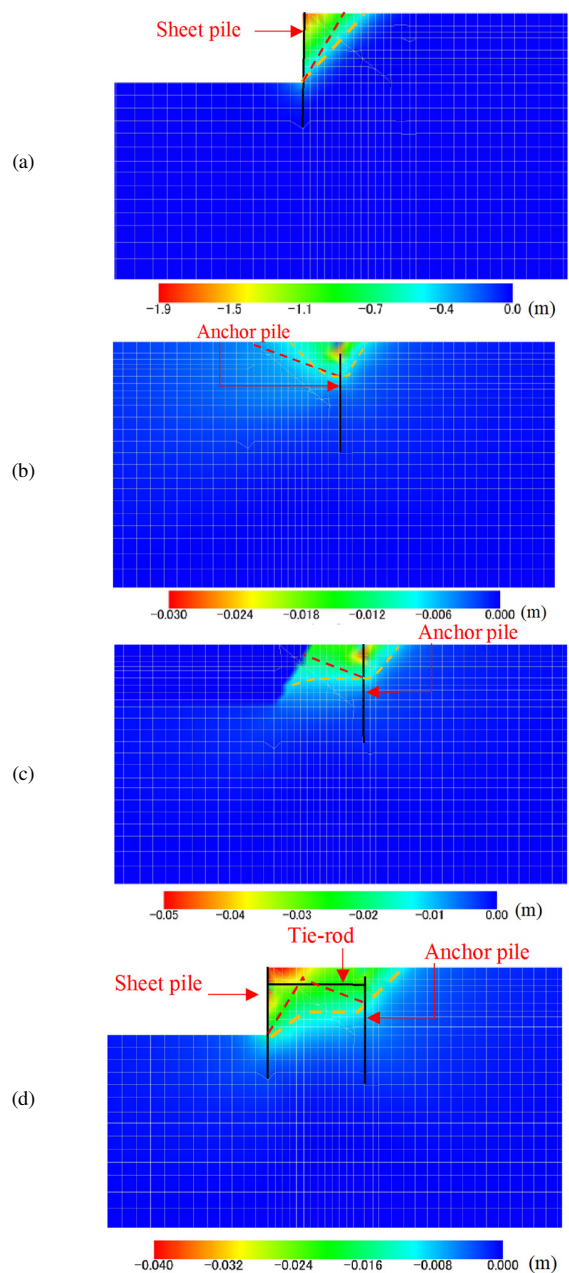 Sheet pile
(a)
-1.9 -1.5 -1.1 -0.7 -0.4 0.0 (m)
Anchor pile
(b)
-0.030 -0.024 -0.018 -0.012 -0.006 0.000 (m)
Anchor pile
(c)
-0.05 -0.04 -0.03 -0.02 -0.01 0.00 (m)
Tie-rod
Anchor pile
Sheet pile
(d)
-0.040 -0.032 -0.024 -0.016 -0.008 0.000 (m)